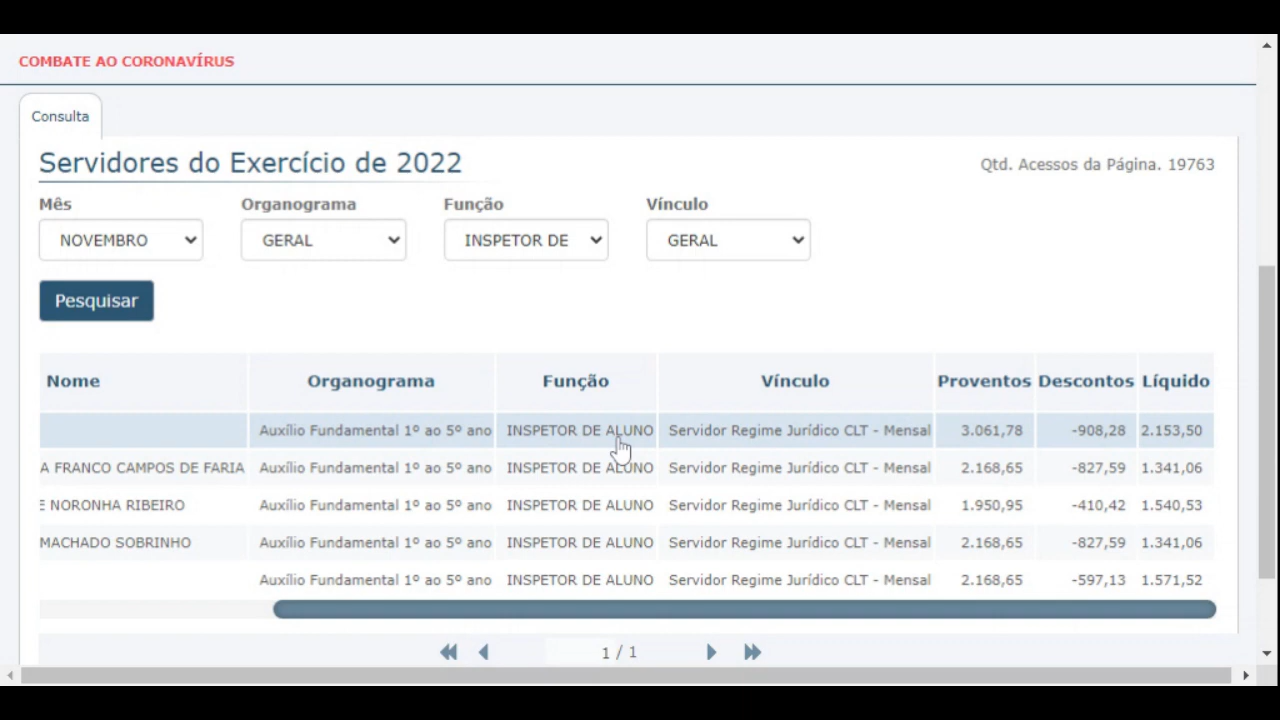 COMBATE AO CORONAVÍRUS
Consulta
Servidores do Exercício de 2022
Qtd. Acessos da Página. 19763
Mês Organograma Função Vínculo
NOVEMBRO GERAL INSPETOR DE GERAL
Pesquisar
Nome Organograma Função Vínculo Proventos Descontos Líquido
Auxílio Fundamental 1º ao 5º ano INSPETOR DE ALUNO Servidor Regime Jurídico CLT - Mensal 3.061,78 -908,28 2.153,50
A FRANCO CAMPOS DE FARIA Auxílio Fundamental 1º ao 5º ano INSPETOR DE ALUNO Servidor Regime Jurídico CLT - Mensal 2.168,65 -827,59 1.341,06
E NORONHA RIBEIRO Auxílio Fundamental 1º ao 5º ano INSPETOR DE ALUNO Servidor Regime Jurídico CLT - Mensal 1.950,95 -410,42 1.540,53
MACHADO SOBRINHO Auxílio Fundamental 1º ao 5º ano INSPETOR DE ALUNO Servidor Regime Jurídico CLT - Mensal 2.168,65 -827,59 1.341,06
Auxílio Fundamental 1º ao 5º ano INSPETOR DE ALUNO Servidor Regime Jurídico CLT - Mensal 2.168,65 -597,13 1.571,52
1 / 1